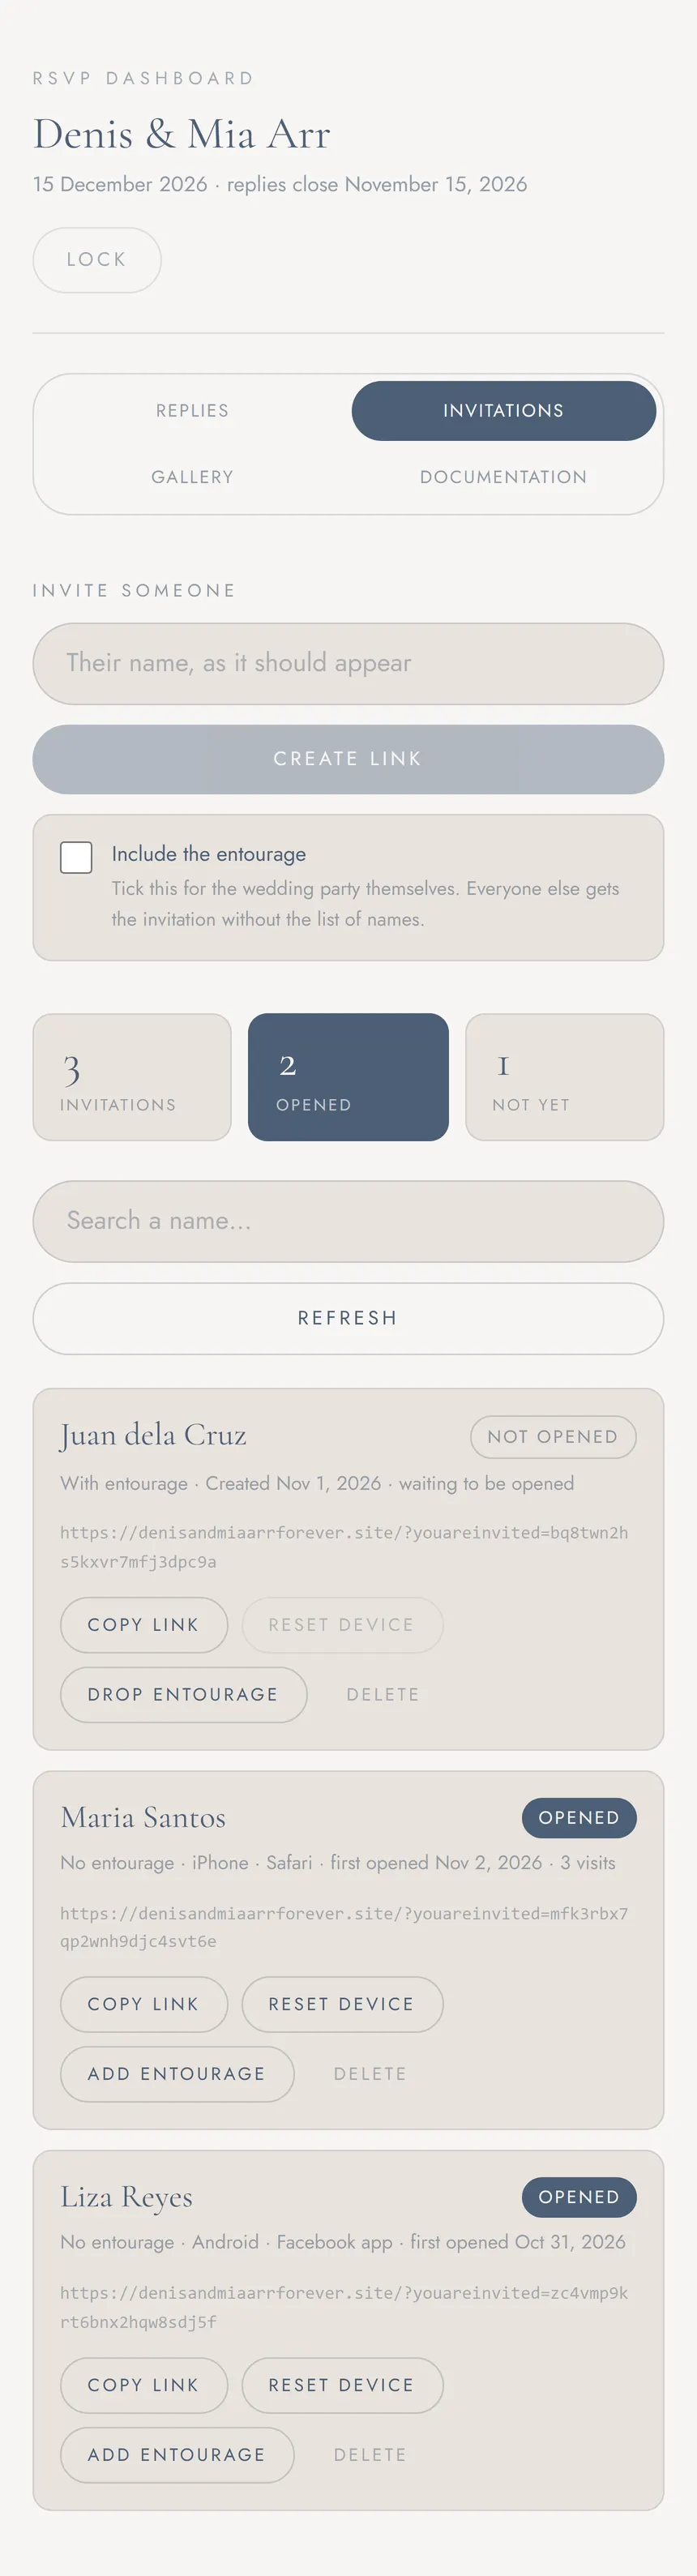 RSVP DASHBOARD
Denis & Mia Arr
15 December 2026 · replies close November 15, 2026
LOCK
REPLIES
INVITATIONS
GALLERY
DOCUMENTATION
INVITE SOMEONE
Their name, as it should appear
CREATE LINK
Include the entourage
Tick this for the wedding party themselves. Everyone else gets
the invitation without the list of names.
3
INVITATIONS
2
OPENED
1
NOT YET
Search a name...
REFRESH
Juan dela Cruz
NOT OPENED
With entourage · Created Nov 1, 2026 · waiting to be opened
https://denisandmiaarrforever.site/?youareinvited=bq8twn2h
s5kxvr7mfj3dpc9a
COPY LINK
RESET DEVICE
DROP ENTOURAGE
DELETE
Maria Santos
OPENED
No entourage · iPhone · Safari · first opened Nov 2, 2026 · 3 visits
https://denisandmiaarrforever.site/?youareinvited=mfk3rbx7
qp2wnh9djc4svt6e
COPY LINK
RESET DEVICE
ADD ENTOURAGE
DELETE
Liza Reyes
OPENED
No entourage · Android · Facebook app · first opened Oct 31, 2026
https://denisandmiaarrforever.site/?youareinvited=zc4vmp9k
rt6bnx2hqw8sdj5f
COPY LINK
RESET DEVICE
ADD ENTOURAGE
DELETE